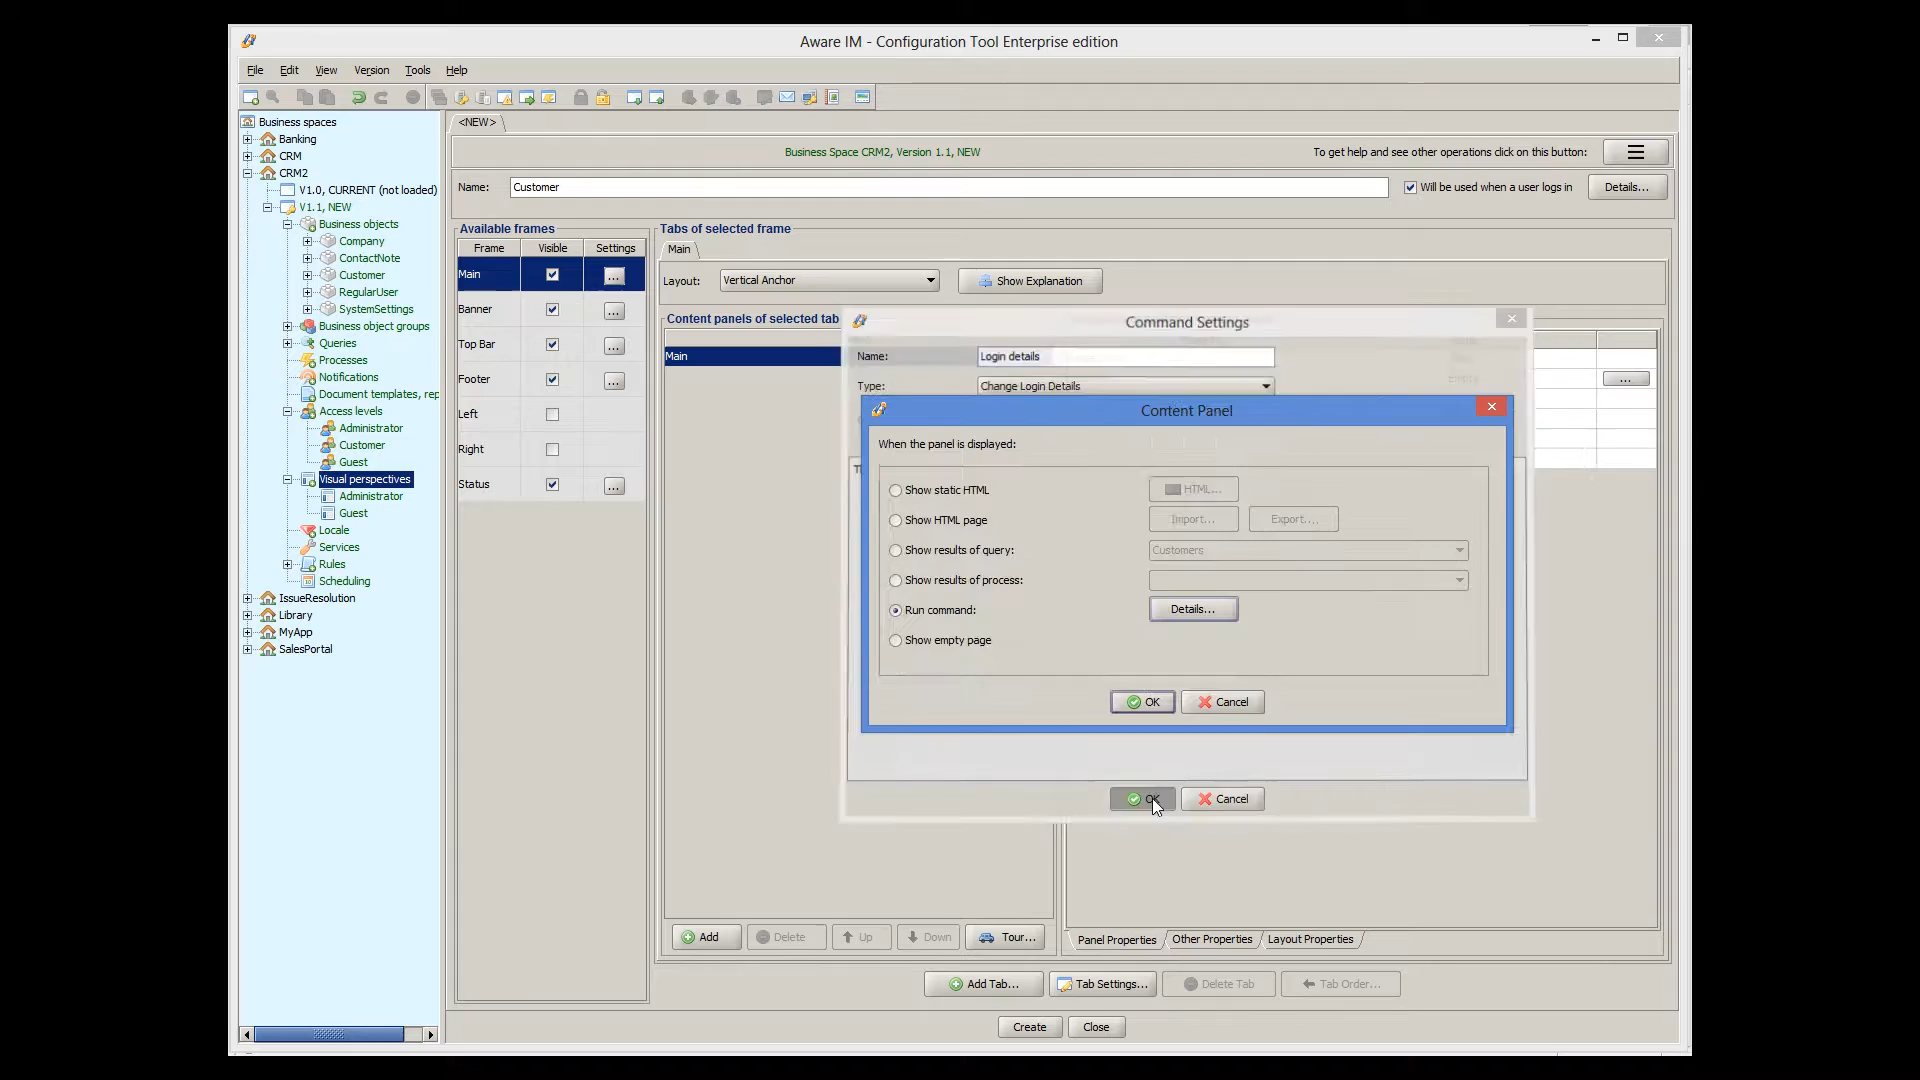 Aware IM - Configuration Tool Enterprise edition
File Edit View Version Tools Help
Business spaces
Banking
CRM
CRM2
V1.0, CURRENT (not loaded)
V1.1, NEW
Business objects
Company
ContactNote
Customer
RegularUser
SystemSettings
Business object groups
Queries
Processes
Notifications
Document templates, rep
Access levels
Administrator
Customer
Guest
Visual perspectives
Administrator
Guest
Locale
Services
Rules
Scheduling
IssueResolution
Library
MyApp
SalesPortal
<NEW>
Business Space CRM2, Version 1.1, NEW
To get help and see other operations click on this button:
Name: Customer
Will be used when a user logs in
Details...
Available frames
Frame Visible Settings
Main ...
Banner ...
Top Bar ...
Footer ...
Left
Right
Status ...
Tabs of selected frame
Main
Layout: Vertical Anchor
Show Explanation
Content panels of selected tab
Main
...
Command Settings
Name: Login details
Type: Change Login Details
Content Panel
When the panel is displayed:
Show static HTML HTML...
Show HTML page Import... Export....
Show results of query: Customers
Show results of process:
Run command: Details...
Show empty page
OK Cancel
OK Cancel
Add Delete Up Down Tour...
Panel Properties Other Properties Layout Properties
Add Tab... Tab Settings... Delete Tab Tab Order...
Create Close